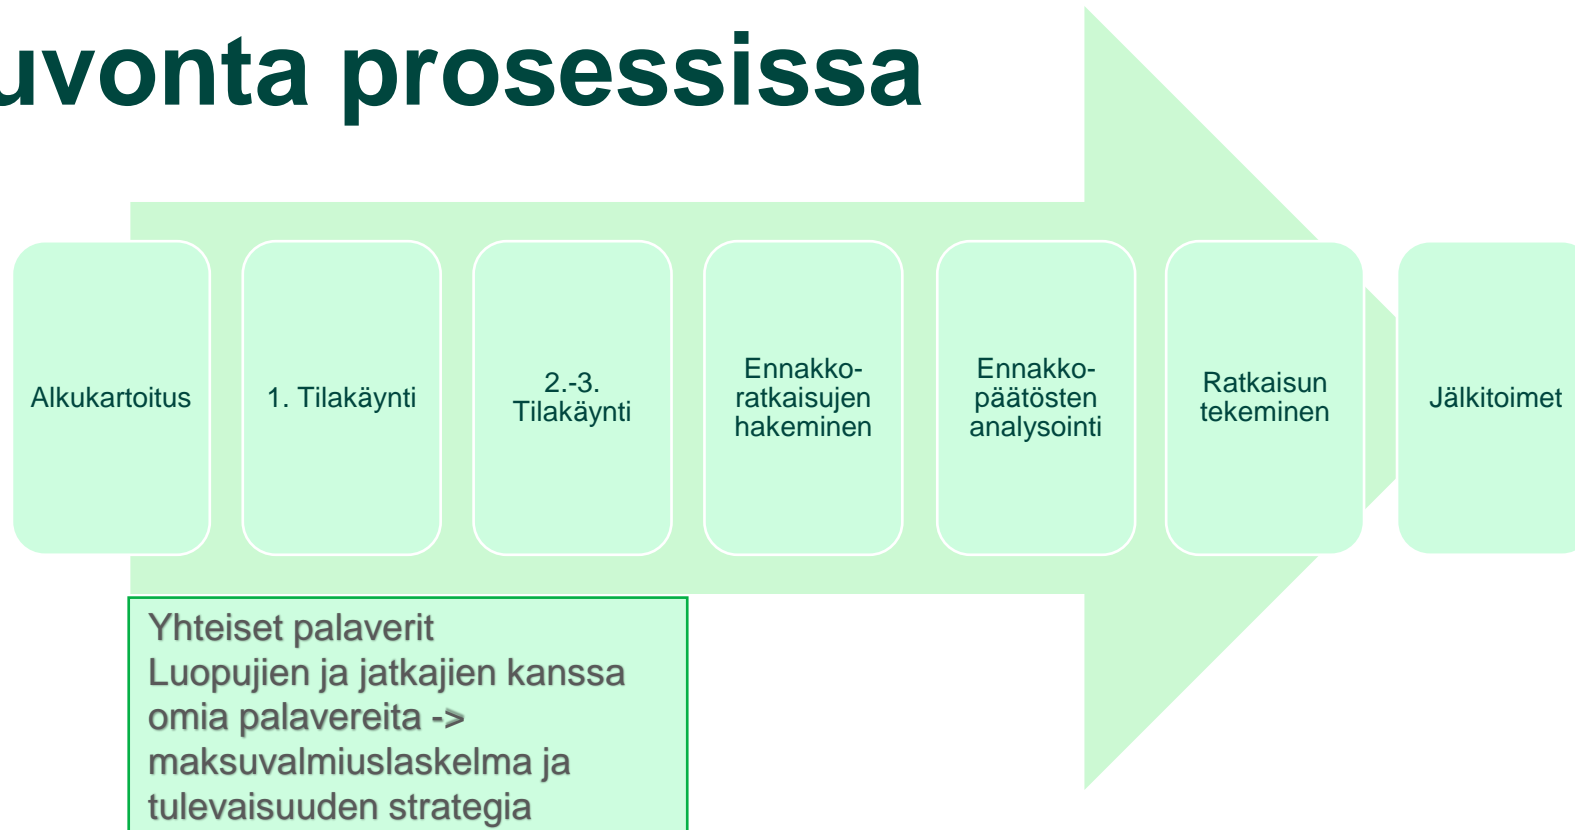 uvonta prosessissa
Alkukartoitus
1. Tilakäynti
2.-3.
Tilakäynti
Ennakko-
ratkaisujen
hakeminen
Ennakko-
päätösten
analysointi
Ratkaisun
tekeminen
Jälkitoimet
Yhteiset palaverit
Luopujien ja jatkajien kanssa
omia palavereita ->
maksuvalmiuslaskelma ja
tulevaisuuden strategia